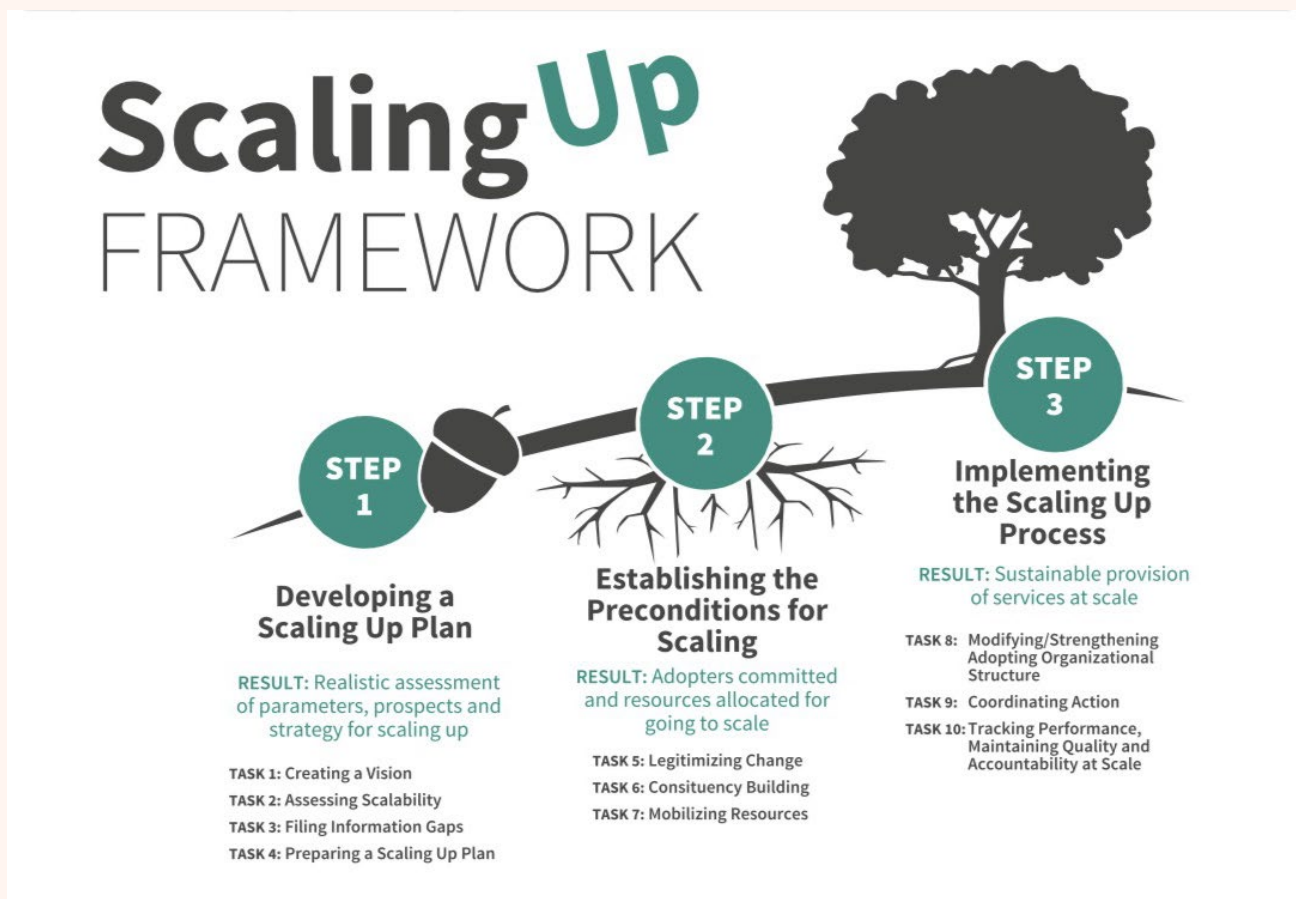 Scaling Up
FRAMEWORK
STEP
1
Developing a
Scaling Up Plan
RESULT: Realistic assessment
of parameters, prospects and
strategy for scaling up
TASK 1: Creating a Vision
TASK 2: Assessing Scalability
TASK 3: Filing Information Gaps
TASK 4: Preparing a Scaling Up Plan
STEP
2
Establishing the
Preconditions for
Scaling
RESULT: Adopters committed
and resources allocated for
going to scale
TASK 5: Legitimizing Change
TASK 6: Consituency Building
TASK 7: Mobilizing Resources
STEP
3
Implementing
the Scaling Up
Process
RESULT: Sustainable provision
of services at scale
TASK 8: Modifying/Strengthening
Adopting Organizational
Structure
TASK 9: Coordinating Action
TASK 10: Tracking Performance,
Maintaining Quality and
Accountability at Scale